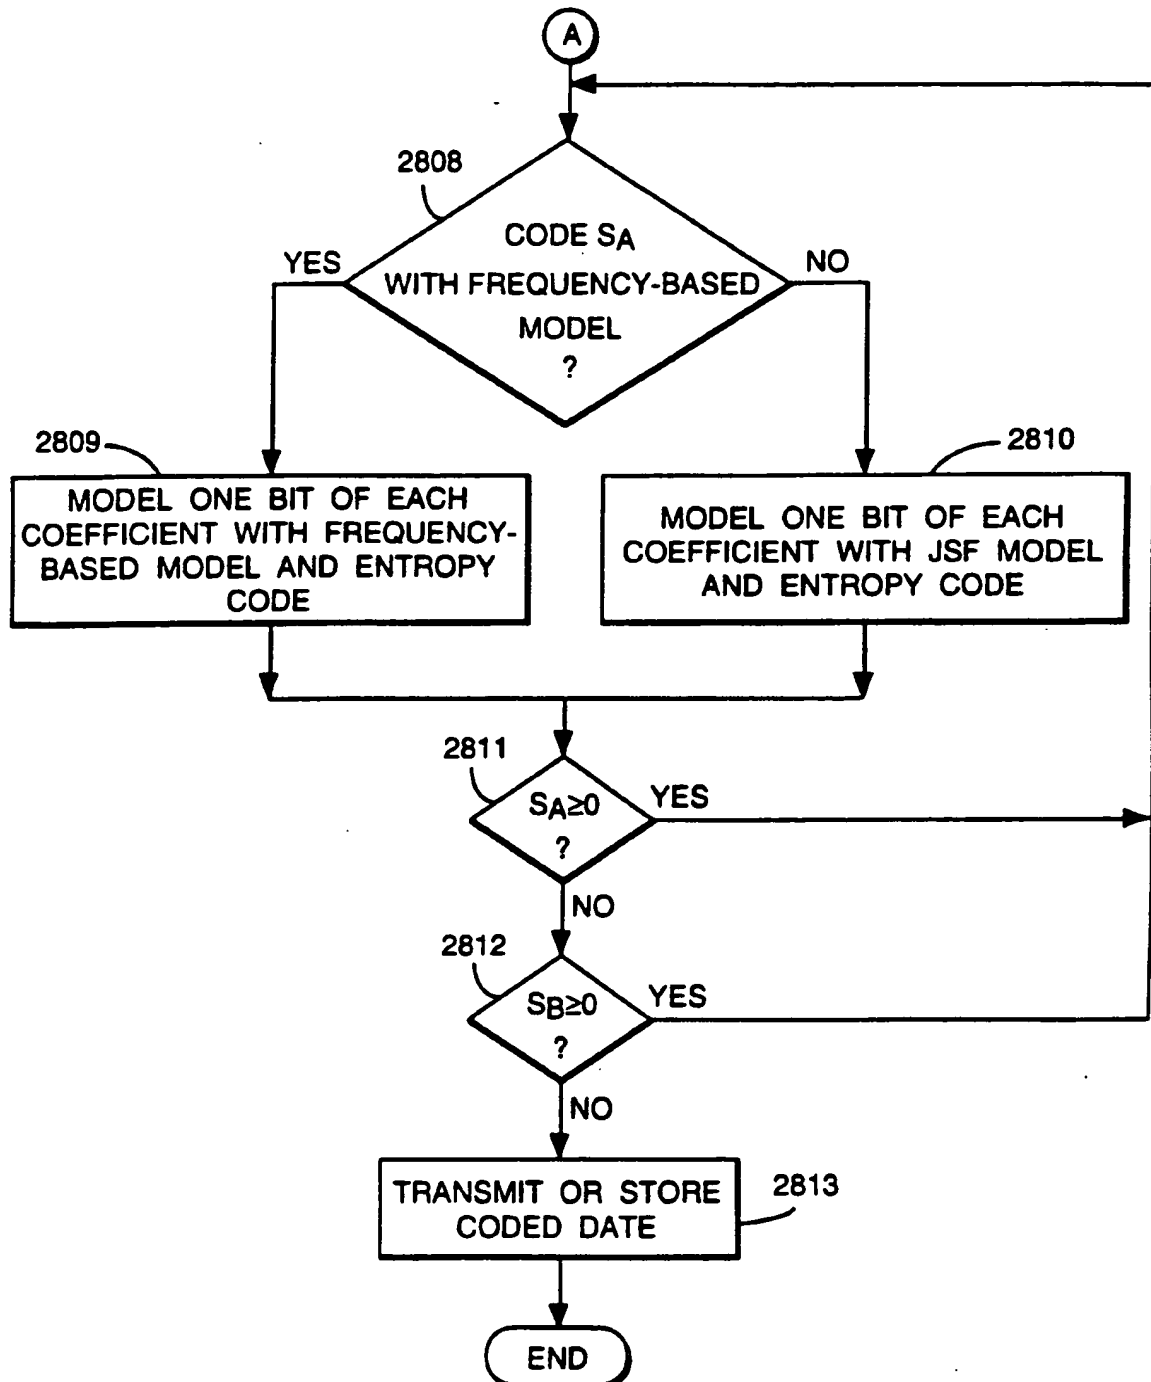 A
2808
CODE SA
YES
NO
WITH FREQUENCY-BASED
MODEL
?
2809
2810
MODEL ONE BIT OF EACH
COEFFICIENT WITH FREQUENCY-
BASED MODEL AND ENTROPY
CODE
MODEL ONE BIT OF EACH
COEFFICIENT WITH JSF MODEL
AND ENTROPY CODE
2811
SA≥0
?
YES
NO
2812
SB≥0
?
YES
NO
TRANSMIT OR STORE
CODED DATE
2813
END